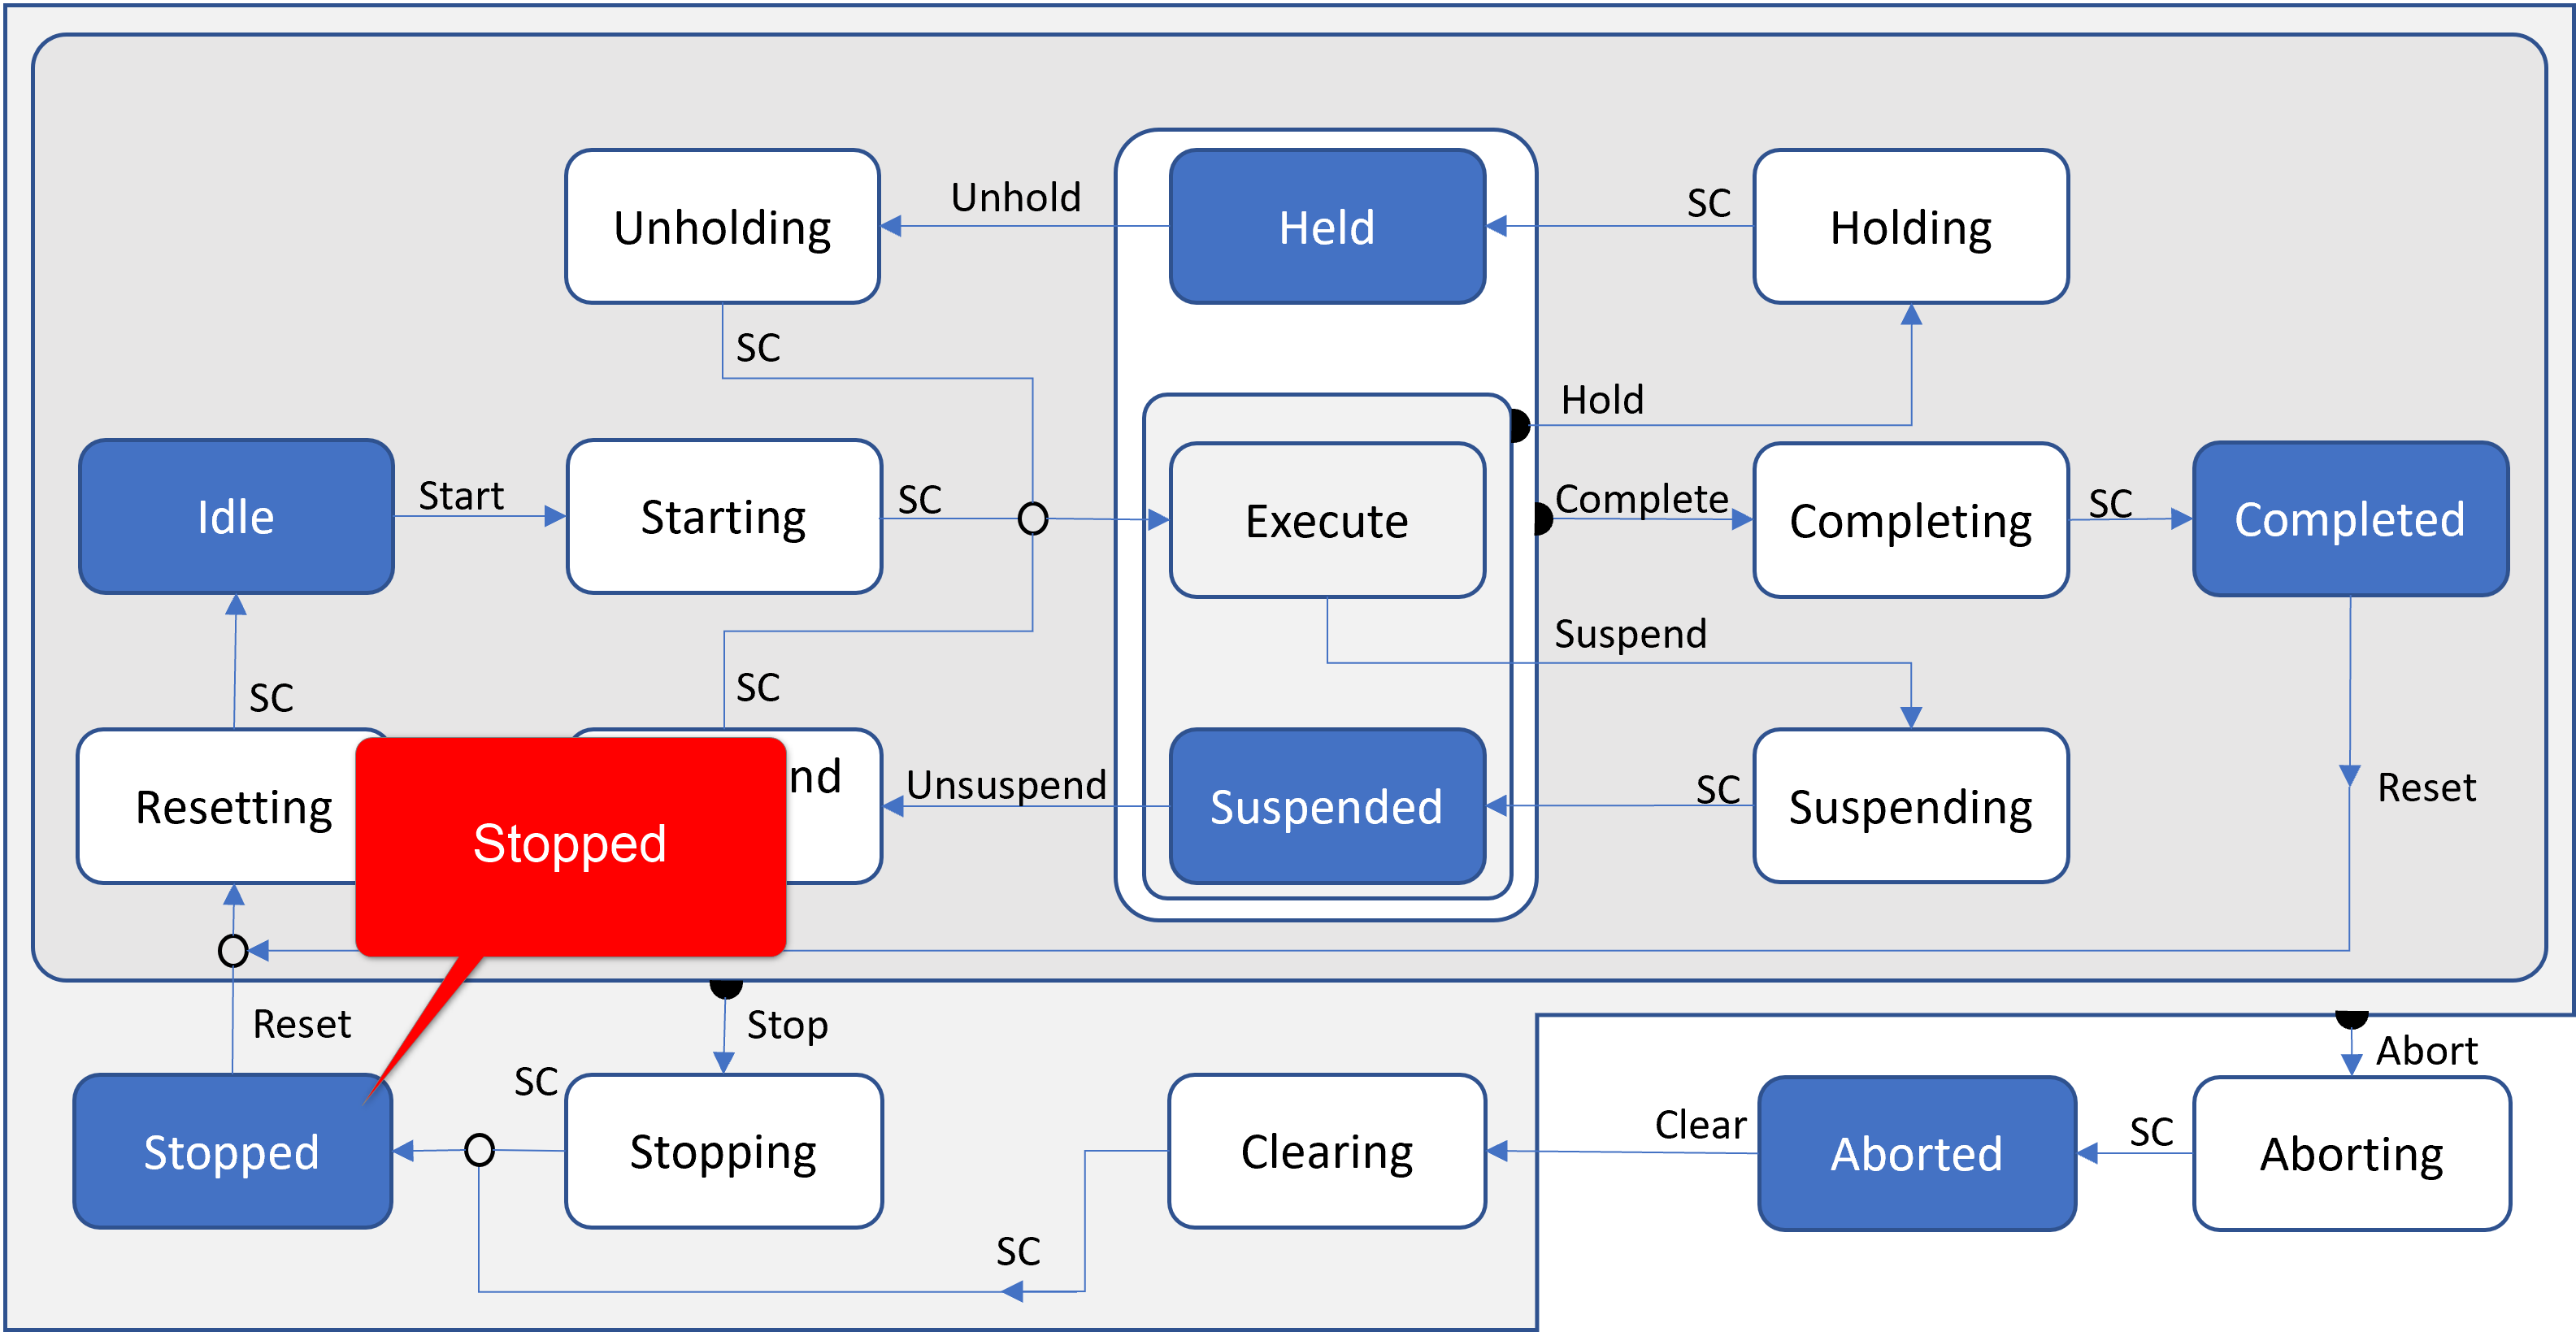 Unholding
Unhold
Held
SC
Holding
SC
Hold
Idle
Start
Starting
SC
Execute
Complete
Completing
SC
Completed
Suspend
SC
SC
Resetting
nd
Unsuspend
Suspended
SC
Suspending
Reset
Stopped
Reset
Stop
Abort
SC
Stopped
Stopping
Clearing
Clear
Aborted
SC
Aborting
SC